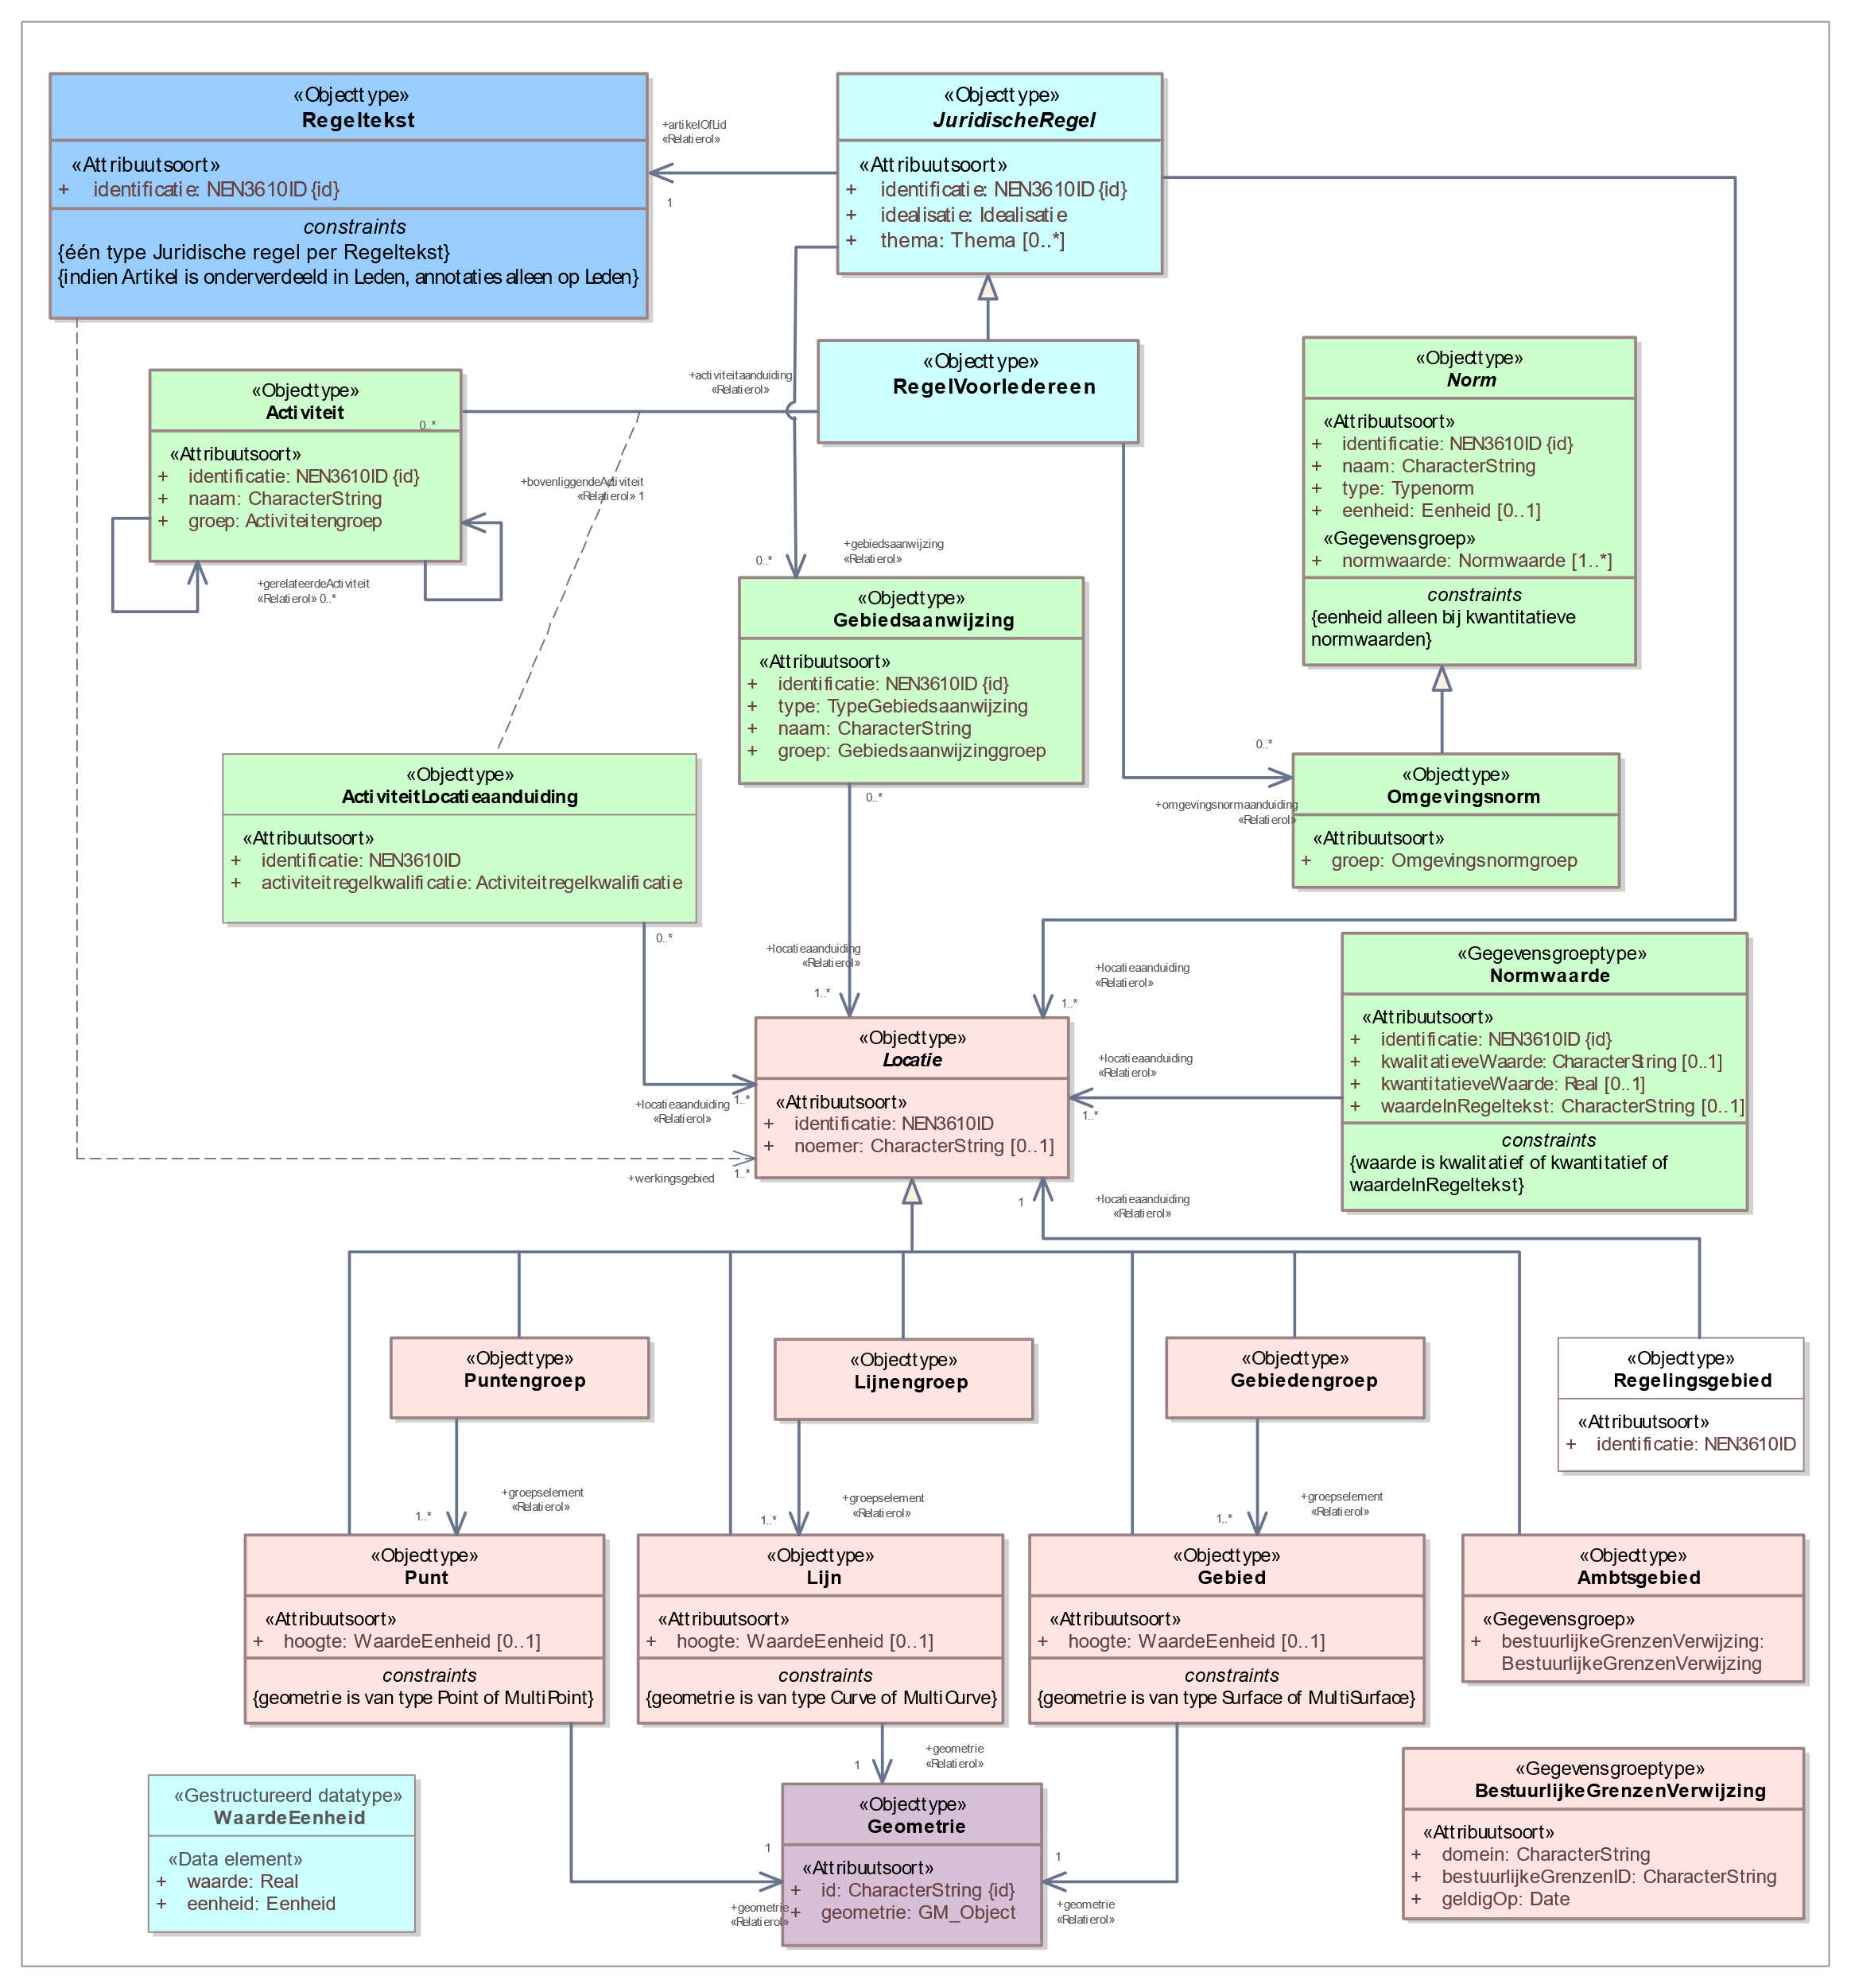 «Objecttype»
Regeltekst
«Attribuutsoort»
+ identificatie: NEN3610ID {id}
constraints
{één type Juridische regel per Regeltekst}
{indien Artikel is onderverdeeld in Leden, annotaties alleen op Leden}
+artikelOfLid
«Relatierol»
1
«Objecttype»
JuridischeRegel
«Attribuutsoort»
+ identificatie: NEN3610ID {id}
+ idealisatie: Idealisatie
+ thema: Thema [0..*]
«Objecttype»
RegelVoorIedereen
«Objecttype»
Norm
«Attribuutsoort»
+ identificatie: NEN3610ID {id}
+ naam: CharacterString
+ type: Typenorm
+ eenheid: Eenheid [0..1]
«Gegevensgroep»
+ normwaarde: Normwaarde [1..*]
constraints
{eenheid alleen bij kwantitatieve
normwaarden}
+activiteitaanduiding
«Relatierol»
0..*
«Objecttype»
Activiteit
«Attribuutsoort»
+ identificatie: NEN3610ID {id}
+ naam: CharacterString
+ groep: Activiteitengroep
+bovenliggendeActiviteit
«Relatierol» 1
+gerelateerdeActiviteit
«Relatierol» 0..*
+gebiedsaanwijzing
«Relatierol»
0..*
«Objecttype»
Gebiedsaanwijzing
«Attribuutsoort»
+ identificatie: NEN3610ID {id}
+ type: TypeGebiedsaanwijzing
+ naam: CharacterString
+ groep: Gebiedsaanwijzinggroep
0..*
0..*
+omgevingsnormaanduiding
«Relatierol»
«Objecttype»
Omgevingsnorm
«Attribuutsoort»
+ groep: Omgevingsnormgroep
«Objecttype»
ActiviteitLocatieaanduiding
«Attribuutsoort»
+ identificatie: NEN3610ID
+ activiteitregelkwalificatie: Activiteitregelkwalificatie
0..*
+locatieaanduiding
«Relatierol»
1..*
+locatieaanduiding
«Relatierol»
1..*
«Objecttype»
Locatie
«Attribuutsoort»
+ identificatie: NEN3610ID
+ noemer: CharacterString [0..1]
+locatieaanduiding
«Relatierol»
1..*
+locatieaanduiding
«Relatierol»
1..*
+werkingsgebied
1..*
«Gegevensgroeptype»
Normwaarde
«Attribuutsoort»
+ identificatie: NEN3610ID {id}
+ kwalitatieveWaarde: CharacterString [0..1]
+ kwantitatieveWaarde: Real [0..1]
+ waardeInRegeltekst: CharacterString [0..1]
constraints
{waarde is kwalitatief of kwantitatief of
waardeInRegeltekst}
1
+locatieaanduiding
«Relatierol»
«Objecttype»
Puntengroep
«Objecttype»
Lijnengroep
«Objecttype»
Gebiedengroep
«Objecttype»
Regelingsgebied
«Attribuutsoort»
+ identificatie: NEN3610ID
+groepselement
«Relatierol»
1..*
+groepselement
«Relatierol»
1..*
+groepselement
«Relatierol»
1..*
«Objecttype»
Punt
«Attribuutsoort»
+ hoogte: WaardeEenheid [0..1]
constraints
{geometrie is van type Point of MultiPoint}
«Objecttype»
Lijn
«Attribuutsoort»
+ hoogte: WaardeEenheid [0..1]
constraints
{geometrie is van type Curve of MultiCurve}
«Objecttype»
Gebied
«Attribuutsoort»
+ hoogte: WaardeEenheid [0..1]
constraints
{geometrie is van type Surface of MultiSurface}
«Objecttype»
Ambtsgebied
«Gegevensgroep»
+ bestuurlijkeGrenzenVerwijzing:
BestuurlijkeGrenzenVerwijzing
+geometrie
«Relatierol»
1
«Gestructureerd datatype»
WaardeEenheid
«Data element»
+ waarde: Real
+ eenheid: Eenheid
1
+geometrie
«Relatierol»
«Objecttype»
Geometrie
«Attribuutsoort»
+ id: CharacterString {id}
+ geometrie: GM_Object
1
+geometrie
«Relatierol»
«Gegevensgroeptype»
BestuurlijkeGrenzenVerwijzing
«Attribuutsoort»
+ domein: CharacterString
+ bestuurlijkeGrenzenID: CharacterString
+ geldigOp: Date